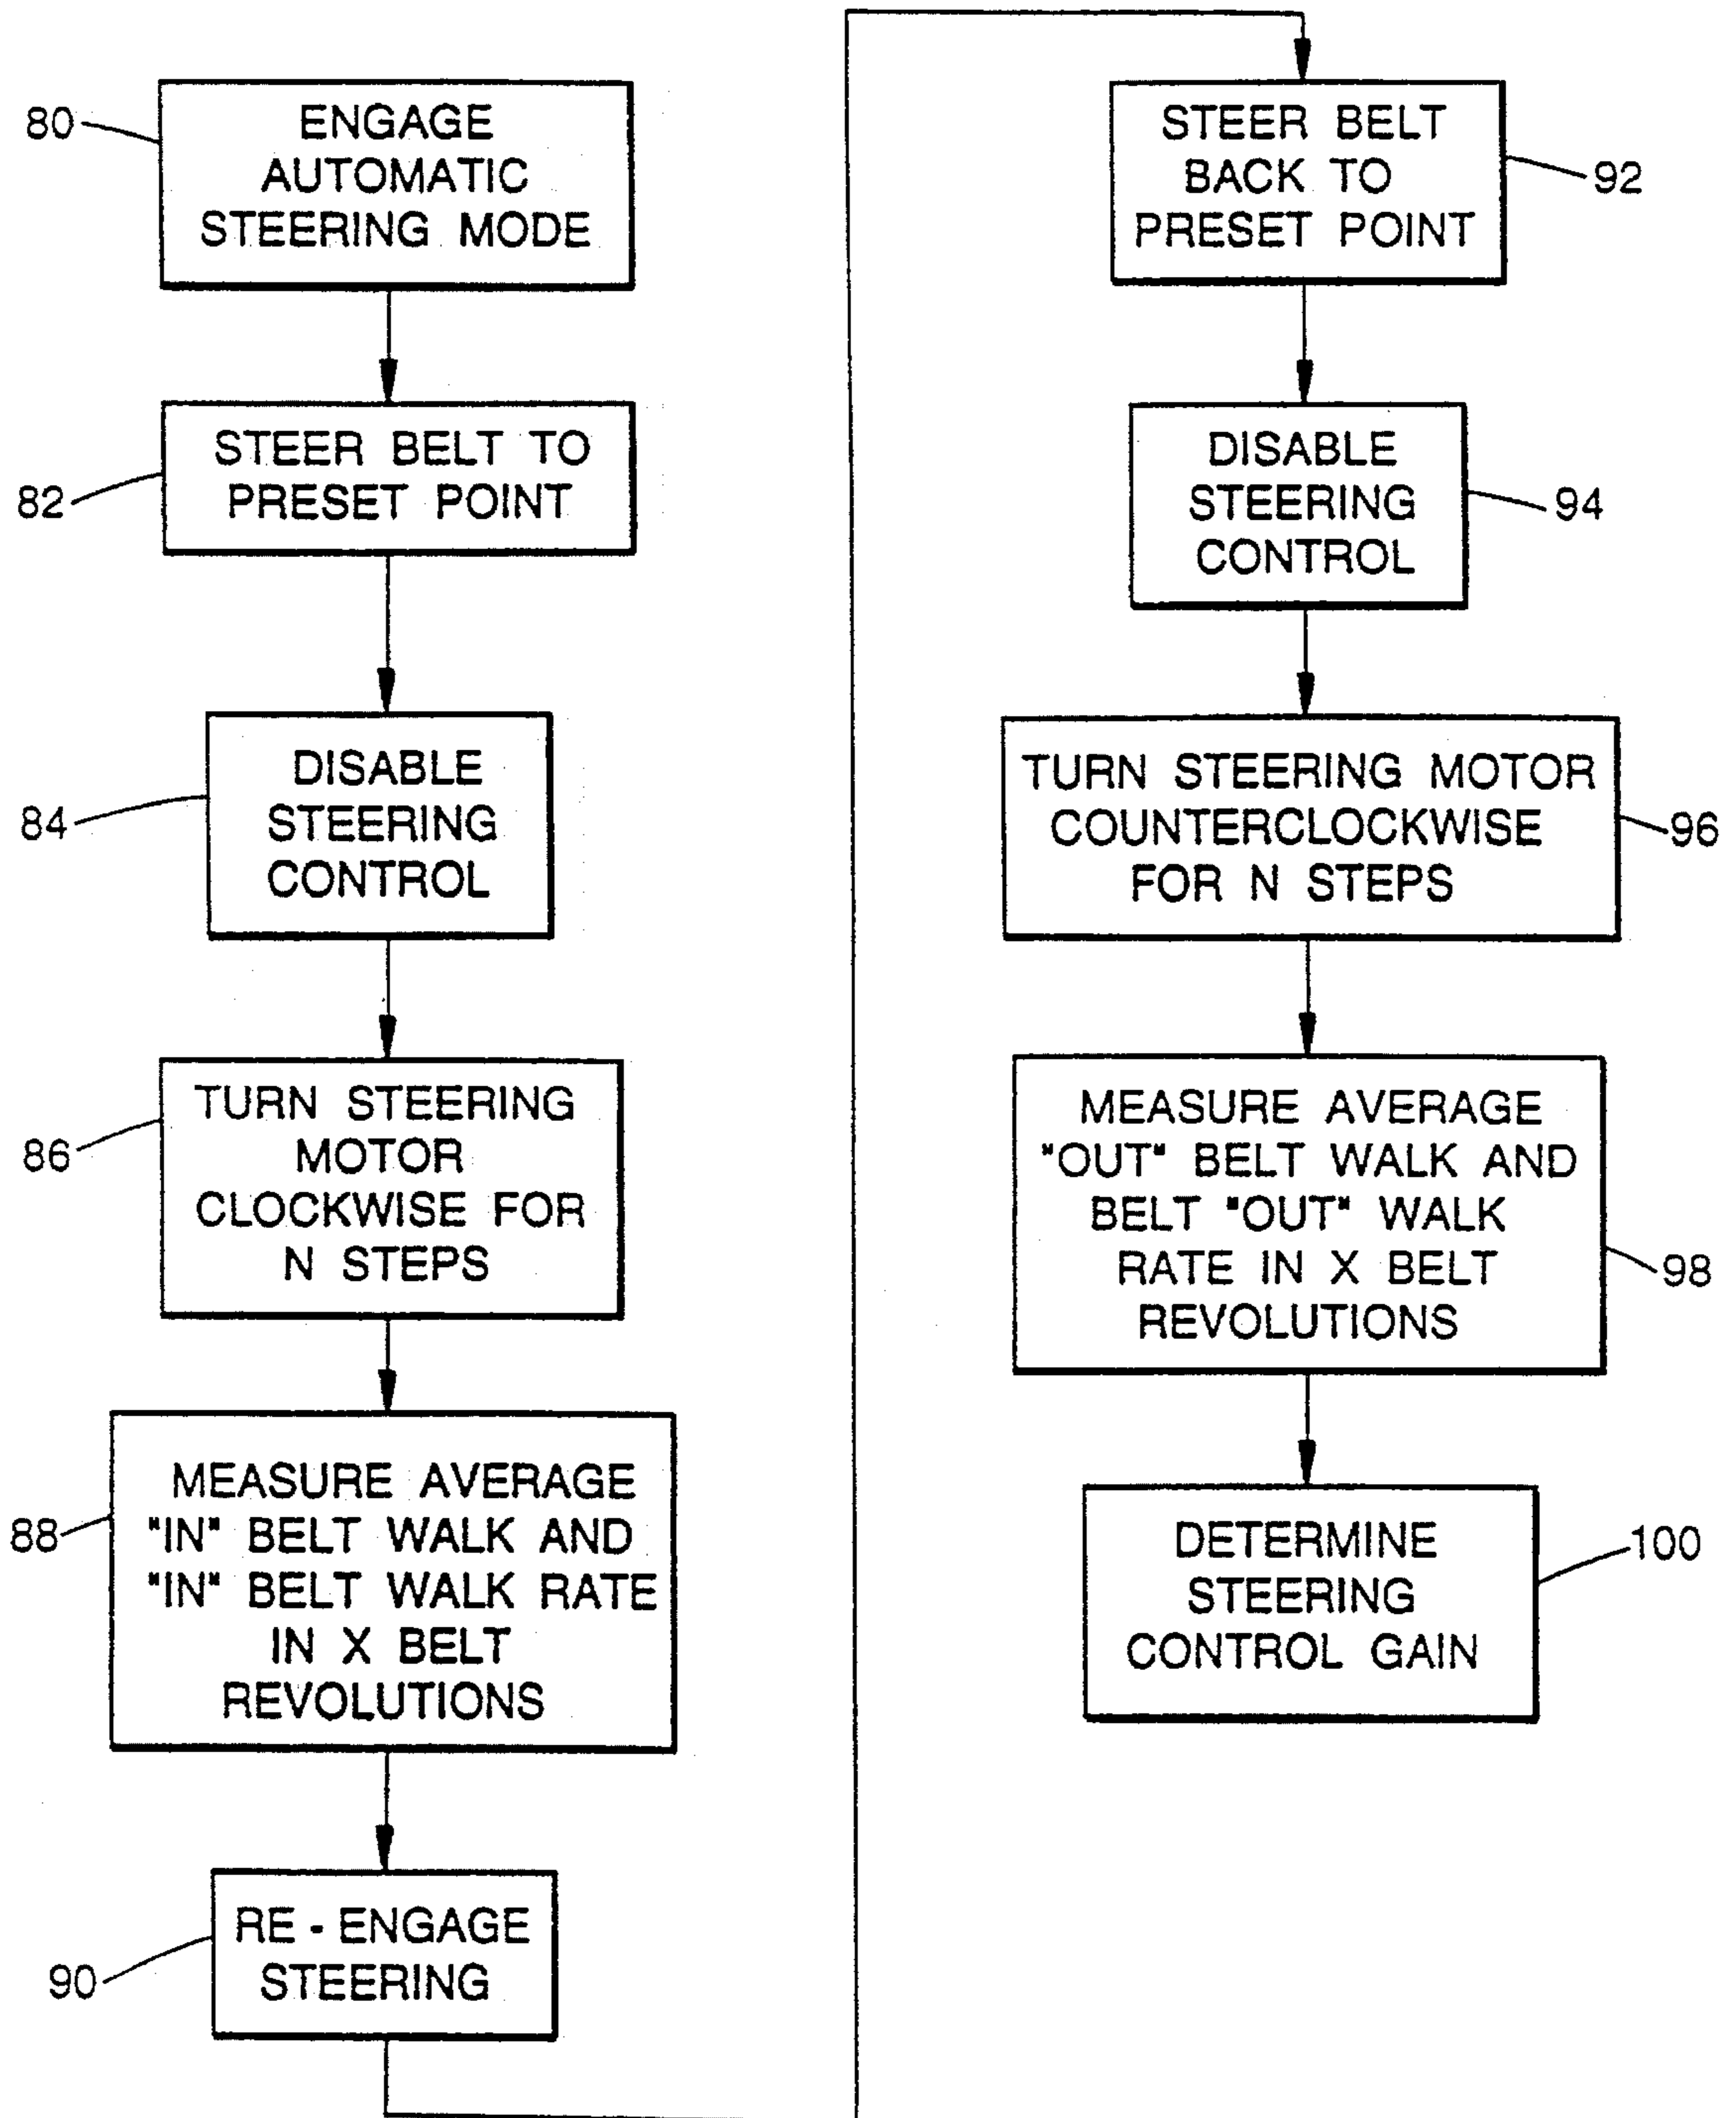 80
ENGAGE
AUTOMATIC
STEERING MODE
82
STEER BELT TO
PRESET POINT
84
DISABLE
STEERING
CONTROL
86
TURN STEERING
MOTOR
CLOCKWISE FOR
N STEPS
88
MEASURE AVERAGE
"IN" BELT WALK AND
"IN" BELT WALK RATE
IN X BELT
REVOLUTIONS
90
RE - ENGAGE
STEERING
STEER BELT
BACK TO
PRESET POINT
92
DISABLE
STEERING
CONTROL
94
TURN STEERING MOTOR
COUNTERCLOCKWISE
FOR N STEPS
96
MEASURE AVERAGE
"OUT" BELT WALK AND
BELT "OUT" WALK
RATE IN X BELT
REVOLUTIONS
98
DETERMINE
STEERING
CONTROL GAIN
100